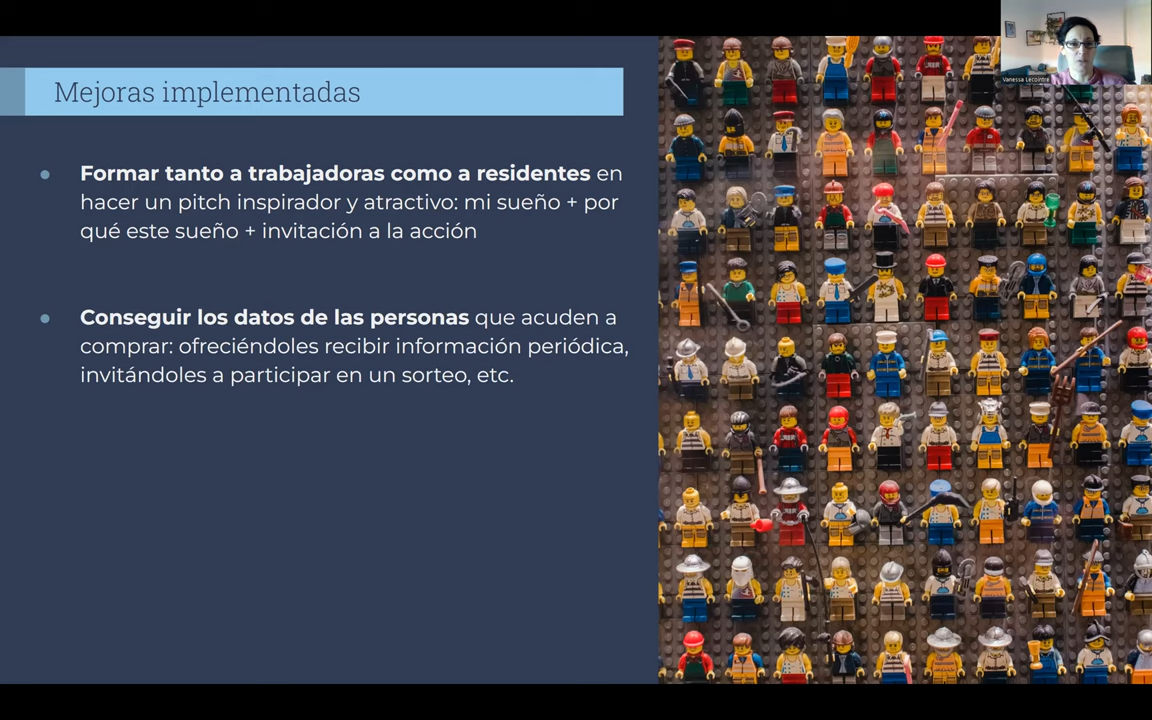 Mejoras implementadas
Formar tanto a trabajadoras como a residentes en
hacer un pitch inspirador y atractivo: mi sueño + por
qué este sueño + invitación a la acción
Conseguir los datos de las personas que acuden a
comprar: ofreciéndoles recibir información periódica,
invitándoles a participar en un sorteo, etc.
Vanessa Lecointre